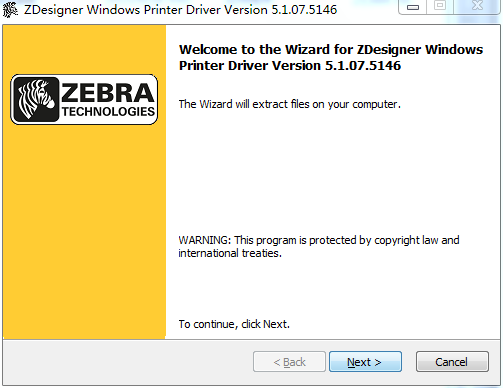 ZDesigner Windows Printer Driver Version 5.1.07.5146
Welcome to the Wizard for ZDesigner Windows
Printer Driver Version 5.1.07.5146
ZEBRA
TECHNOLOGIES
The Wizard will extract files on your computer.
WARNING: This program is protected by copyright law and
international treaties.
To continue, click Next.
< Back
Next >
Cancel